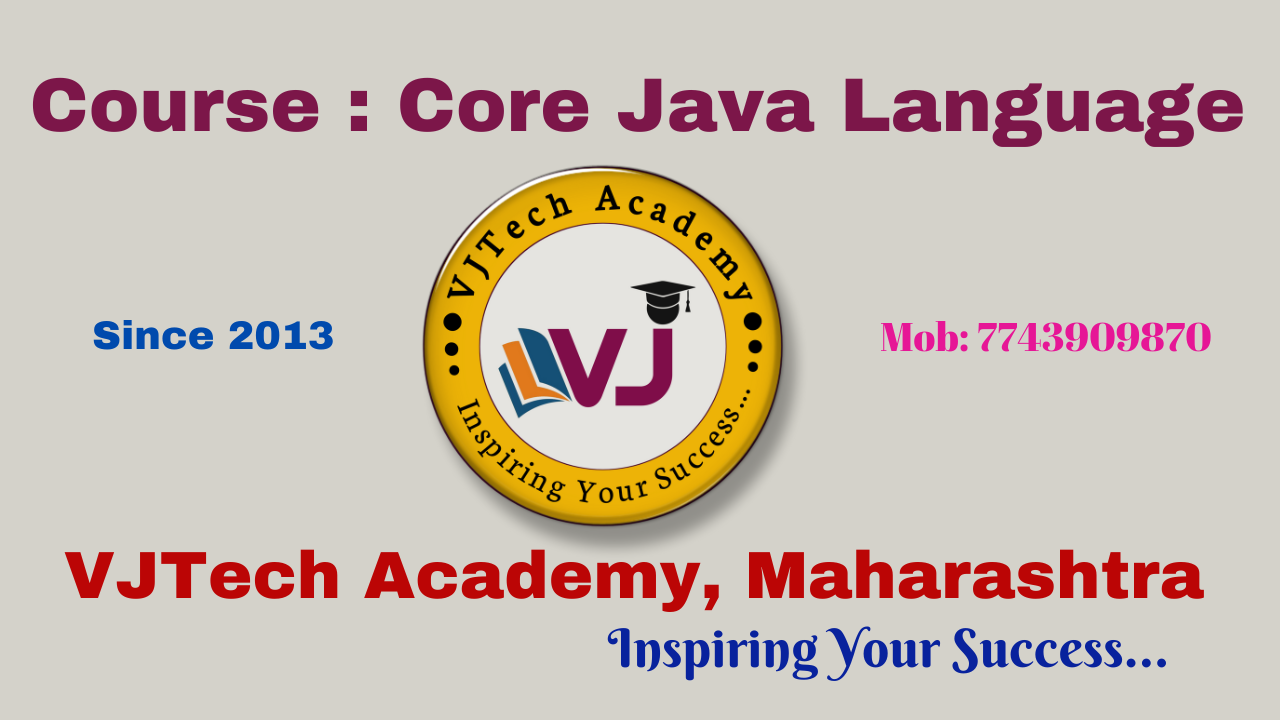 Course : Core Java Language
VJTech Academy
VJ
Inspiring Your Success...
Since 2013
Mob: 7743909870
VJTech Academy, Maharashtra
Inspiring Your Success...